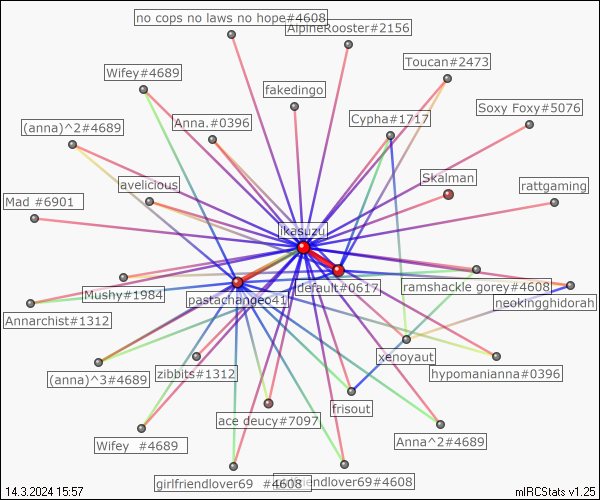 no cops no laws no hope#4608
AlpineRooster#2156
Toucan#2473
Wifey#4689
fakedingo
Soxy Foxy#5076
Cypha#1717
(anna)^2#4689
Anna.#0396
Skalman
avelicious
rattgaming
Mad #6901
ikasuzu
default#0617
ramshackle gorey#4608
Mushy#1984
pastachangeo41
neokingghidorah
Annarchist#1312
xenoyaut
(anna)^3#4689
zibbits#1312
hypomanianna#0396
frisout
ace deucy#7097
Wifey #4689
Anna^2#4689
girlfriendlover69 #4608
friendlover69#4608
14.3.2024 15:57
mIRCStats v1.25